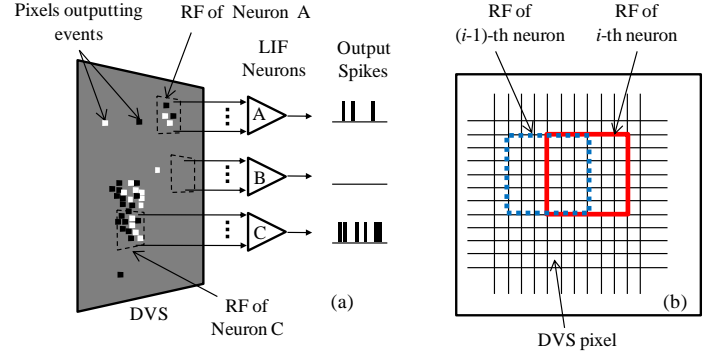 Pixels outputting
events
RF of Neuron A
LIF
Neurons
Output
Spikes
A
B
C
RF of
Neuron C
DVS
(a)
RF of
(i-1)-th neuron
RF of
i-th neuron
(b)
DVS pixel